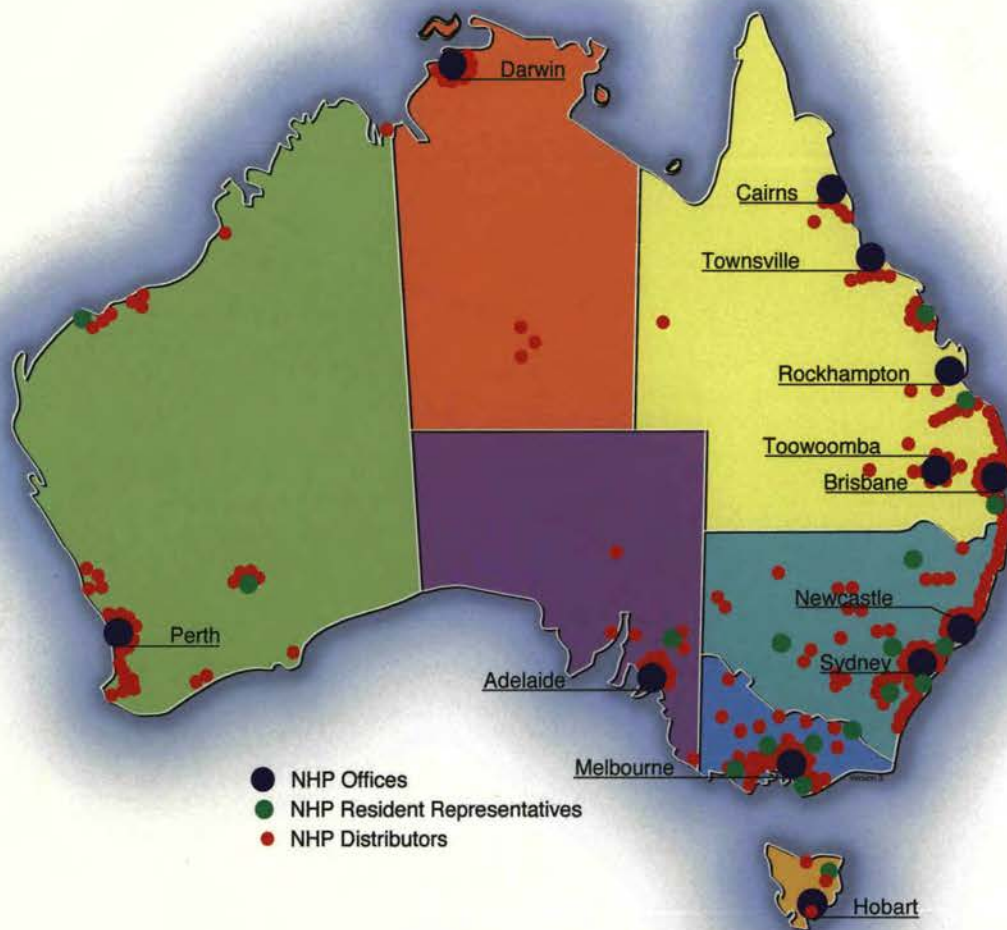 Darwin
Cairns
Townsville
Rockhampton
Toowoomba
Brisbane
Newcastle
Perth
Sydney
Adelaide
Melbourne
NHP Offices
NHP Resident Representatives
NHP Distributors
Hobart